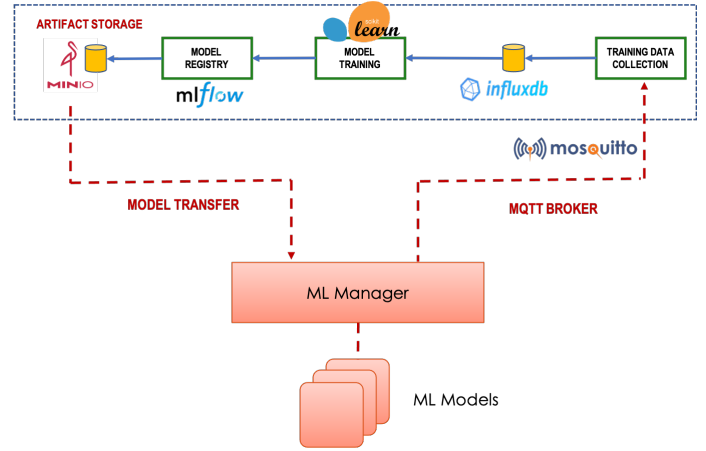 ARTIFACT STORAGE
MINIO
MODEL
REGISTRY
mlflow
scikit
learn
MODEL
TRAINING
influxdb
TRAINING DATA
COLLECTION
mosquitto
MODEL TRANSFER
MQTT BROKER
ML Manager
ML Models